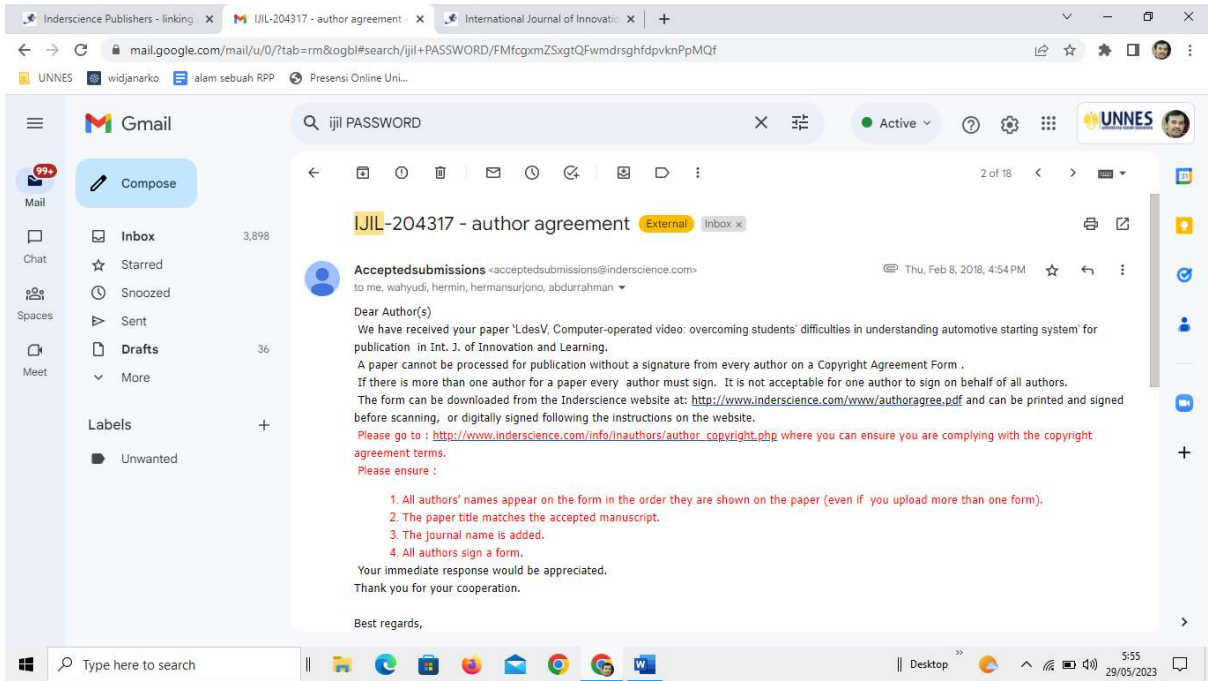 Inderscience Publishers - linking
IJIL-204317 - author agreement -
International Journal of Innovatio
mail.google.com/mail/u/0/?tab=rm&ogbl#search/ijil+PASSWORD/FMfcgxmZSxgtQFwmdrsghfdpvknPpMQf
UNNES
widjanarko
alam sebuah RPP
Presensi Online Uni...
Gmail
ijil PASSWORD
Active
UNNES
99+
Mail
Chat
Spaces
Meet
Compose
Inbox 3,898
Starred
Snoozed
Sent
Drafts 36
More
Labels
Unwanted
2 of 18
31
IJIL-204317 - author agreement External Inbox x
Acceptedsubmissions <acceptedsubmissions@inderscience.com>
Thu, Feb 8, 2018, 4:54 PM
to me, wahyudi, hermin, hermansurjono, abdurrahman
Dear Author(s)
We have received your paper 'LdesV, Computer-operated video: overcoming students' difficulties in understanding automotive starting system' for
publication in Int. J. of Innovation and Learning.
A paper cannot be processed for publication without a signature from every author on a Copyright Agreement Form .
If there is more than one author for a paper every author must sign. It is not acceptable for one author to sign on behalf of all authors.
The form can be downloaded from the Inderscience website at: http://www.inderscience.com/www/authoragree.pdf and can be printed and signed
before scanning, or digitally signed following the instructions on the website.
Please go to : http://www.inderscience.com/info/inauthors/author_copyright.php where you can ensure you are complying with the copyright
agreement terms.
Please ensure :
1. All authors' names appear on the form in the order they are shown on the paper (even if you upload more than one form).
2. The paper title matches the accepted manuscript.
3. The journal name is added.
4. All authors sign a form.
Your immediate response would be appreciated.
Thank you for your cooperation.
Best regards,
Type here to search
Desktop
5:55
29/05/2023